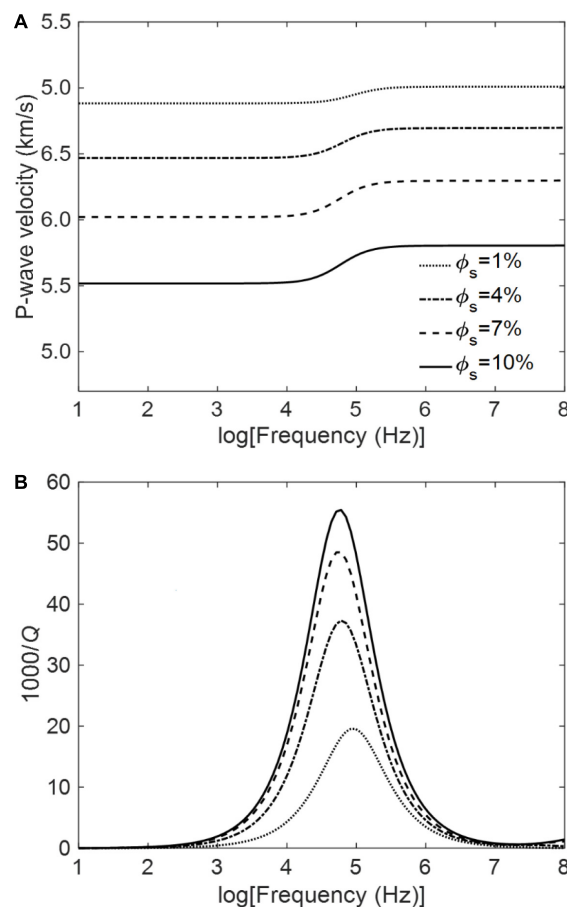 A
P-wave velocity (km/s)
5.5
5.0
6.5
6.0
5.5
5.0
ϕs=1%
ϕs=4%
ϕs=7%
ϕs=10%
1 2 3 4 5 6 7 8
log[Frequency (Hz)]
B
1000/Q
60
50
40
30
20
10
0
1 2 3 4 5 6 7 8
log[Frequency (Hz)]